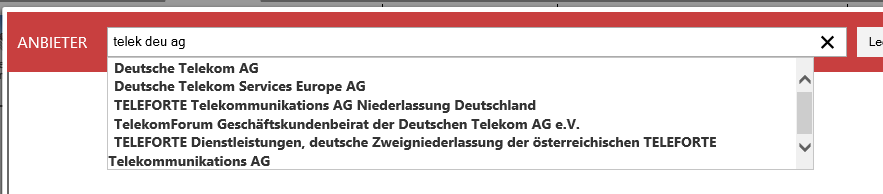 ANBIETER
telek deu ag
Le
Deutsche Telekom AG
Deutsche Telekom Services Europe AG
TELEFORTE Telekommunikations AG Niederlassung Deutschland
TelekomForum Geschäftskundenbeirat der Deutschen Telekom AG e.V.
TELEFORTE Dienstleistungen, deutsche Zweigniederlassung der österreichischen TELEFORTE
Telekommunikations AG